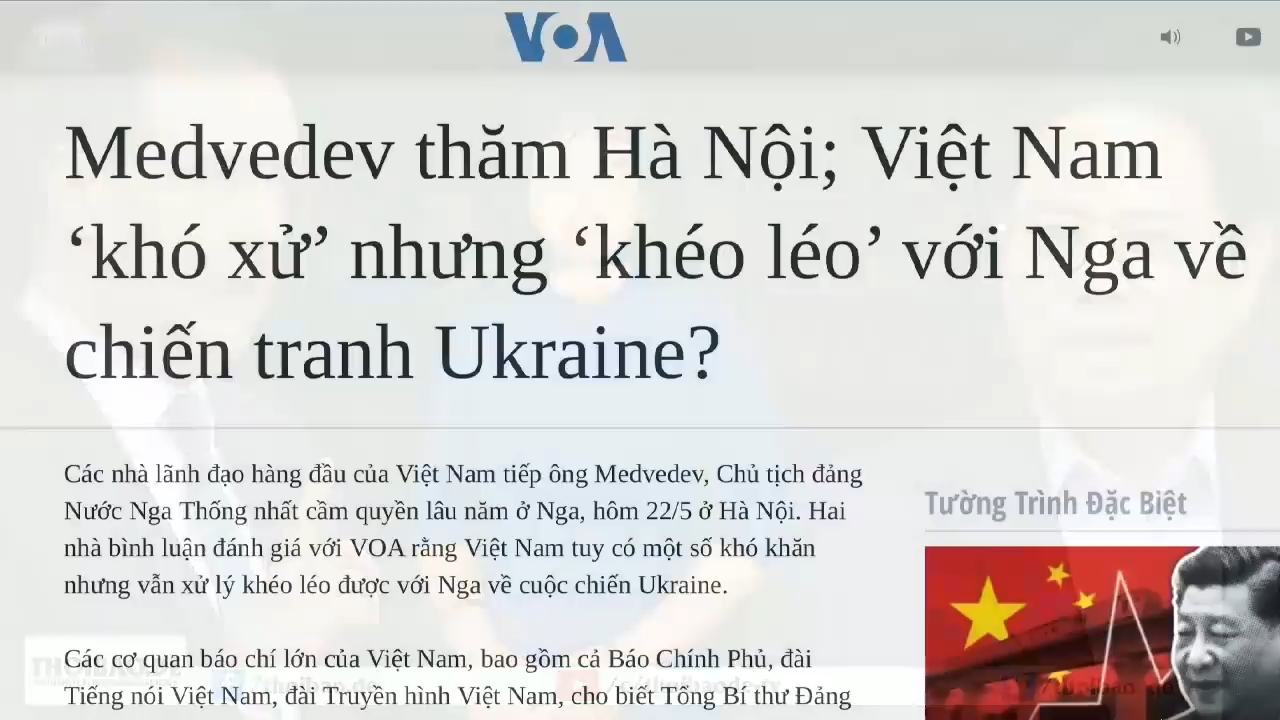 VOA
Medvedev thăm Hà Nội; Việt Nam
‘khó xử’ nhưng ‘khéo léo’ với Nga về
chiến tranh Ukraine?
Các nhà lãnh đạo hàng đầu của Việt Nam tiếp ông Medvedev, Chủ tịch đảng
Nước Nga Thống nhất cầm quyền lâu năm ở Nga, hôm 22/5 ở Hà Nội. Hai
nhà bình luận đánh giá với VOA rằng Việt Nam tuy có một số khó khăn
nhưng vẫn xử lý khéo léo được với Nga về cuộc chiến Ukraine.
Tường Trình Đặc Biệt
Các cơ quan báo chí lớn của Việt Nam, bao gồm cả Báo Chính Phủ, đài
Tiếng nói Việt Nam, đài Truyền hình Việt Nam, cho biết Tổng Bí thư Đảng
THOIBAO.DE